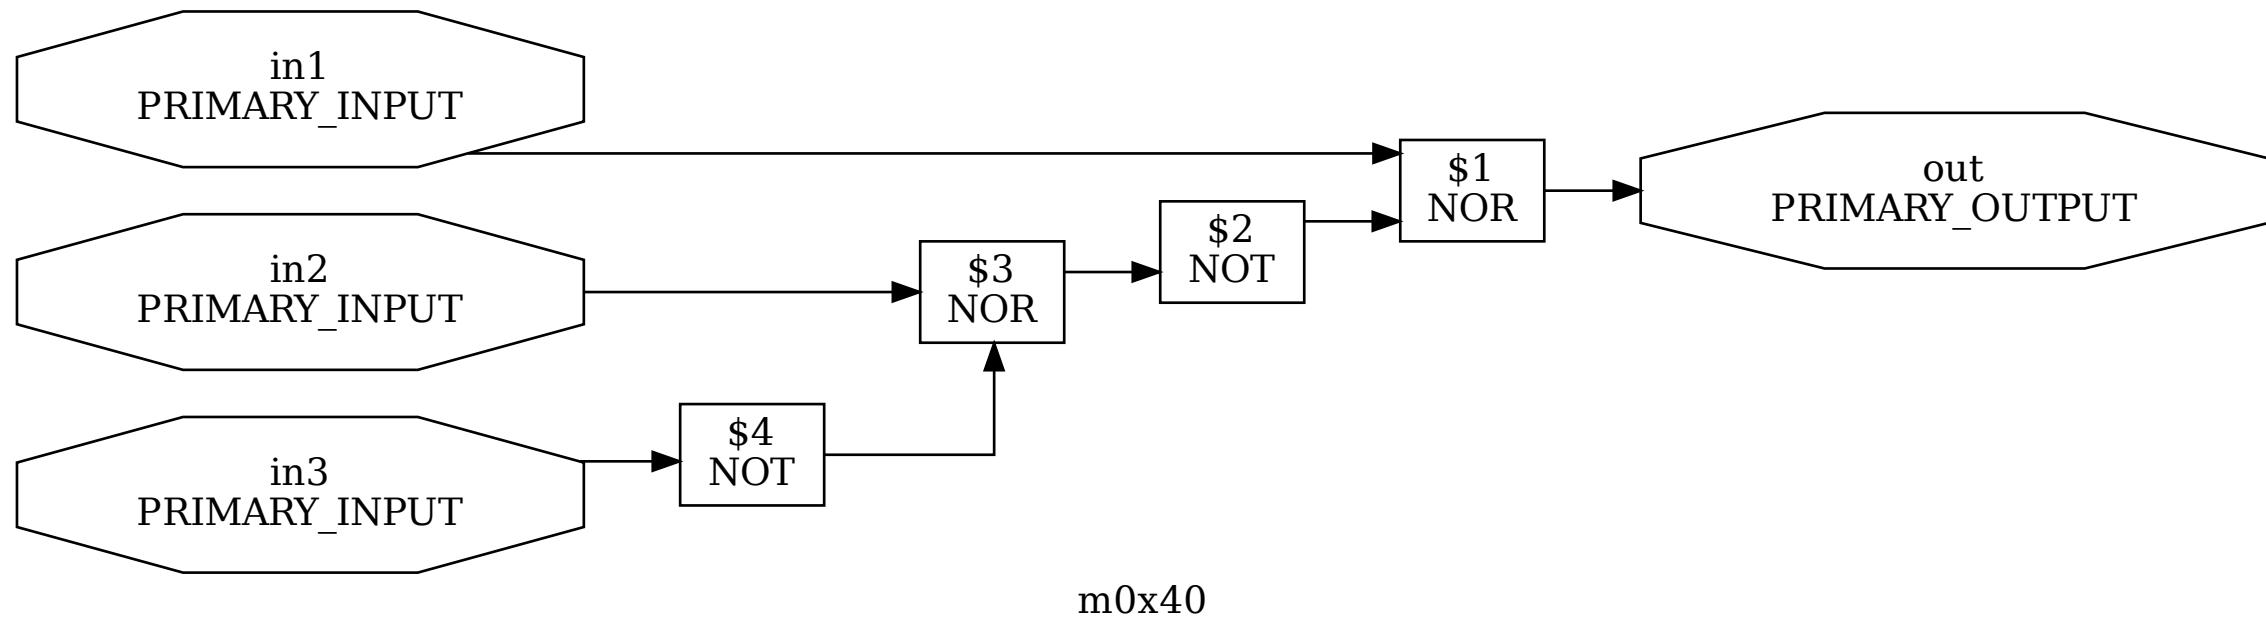 in1
PRIMARY_INPUT
in2
PRIMARY_INPUT
in3
PRIMARY_INPUT
$4
NOT
$3
NOR
$2
NOT
$1
NOR
out
PRIMARY_OUTPUT
m0x40